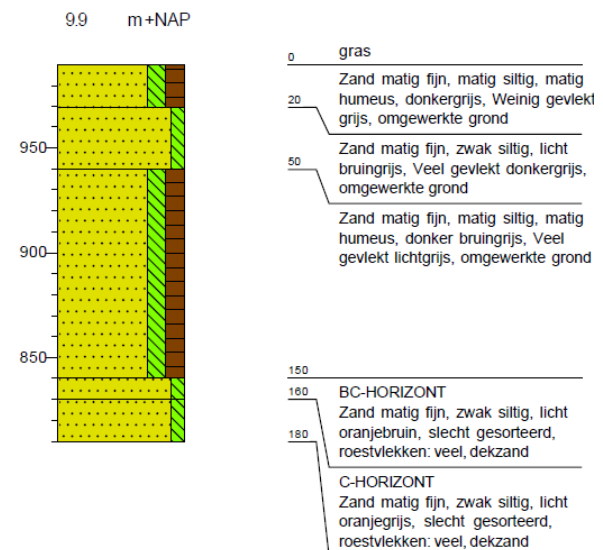 9.9 m+NAP
950
900
850
0
gras
Zand matig fijn, matig siltig, matig
humeus, donkergrijs, Weinig gevlekt
grijs, omgewerkte grond
20
Zand matig fijn, zwak siltig, licht
bruingrijs, Veel gevlekt donkergrijs,
omgewerkte grond
50
Zand matig fijn, matig siltig, matig
humeus, donker bruingrijs, Veel
gevlekt lichtgrijs, omgewerkte grond
150
BC-HORIZONT
Zand matig fijn, zwak siltig, licht
oranjebruin, slecht gesorteerd,
roestvlekken: veel, dekzand
160
C-HORIZONT
Zand matig fijn, zwak siltig, licht
oranjegrijs, slecht gesorteerd,
roestvlekken: veel, dekzand
180